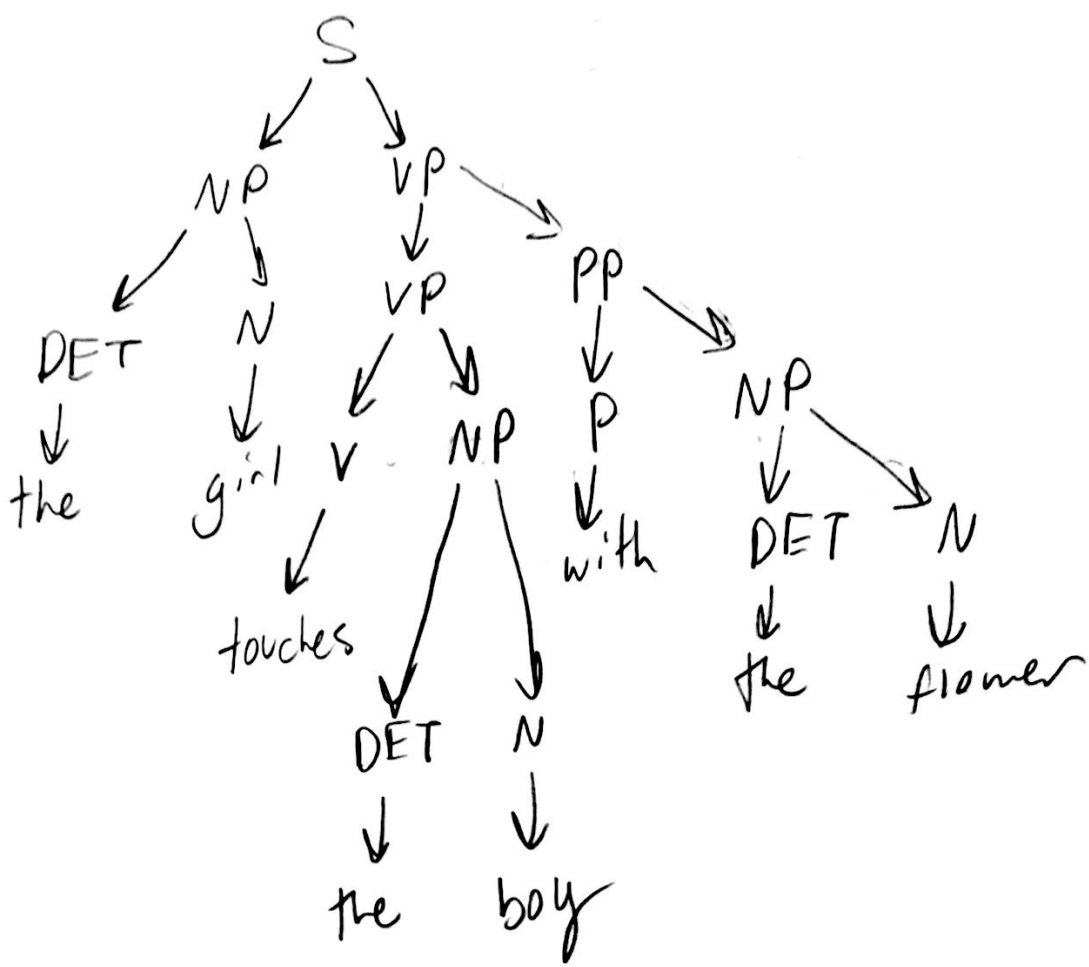 S
NP VP
VP PP
DET N
NP
V NP P
the girl with DET N
touches the flower
DET N
the boy